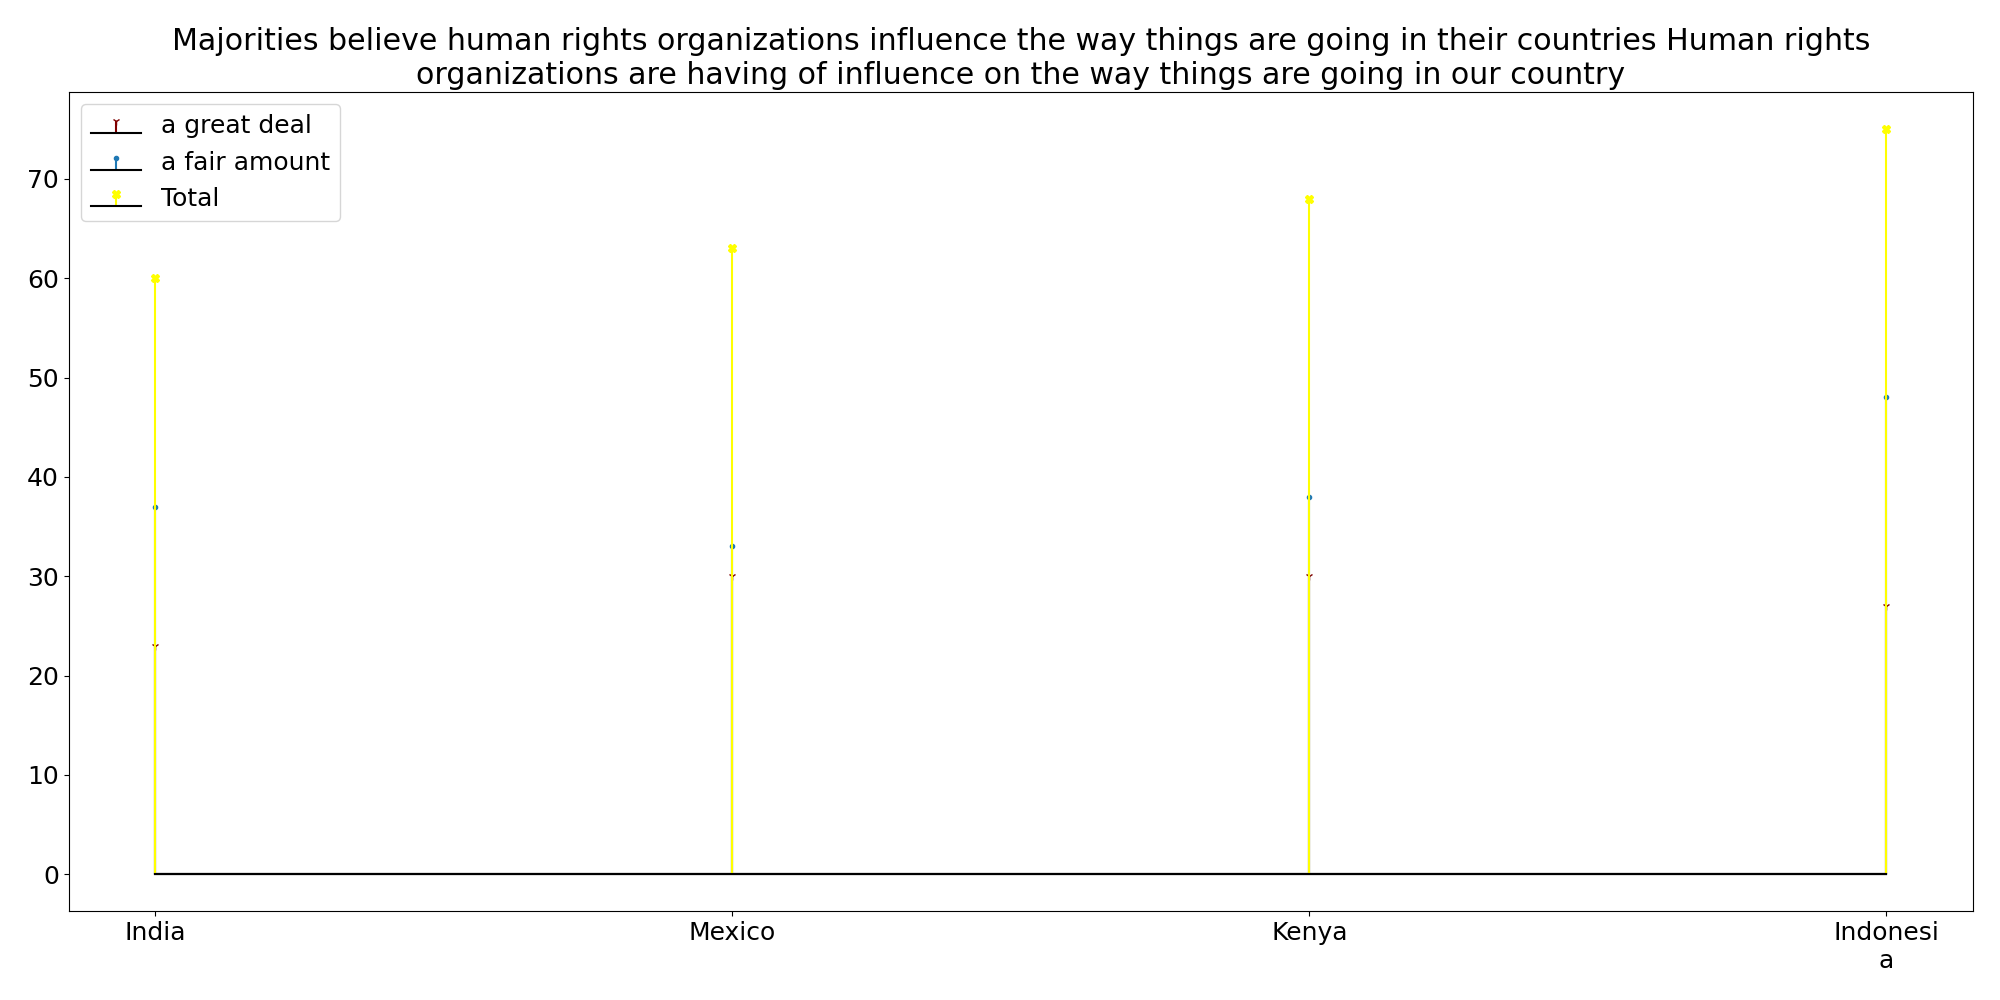 Majorities believe human rights organizations influence the way things are going in their countries Human rights
organizations are having of influence on the way things are going in our country
a great deal
a fair amount
Total
70
60
50
40
30
20
10
0
India
Mexico
Kenya
Indonesi
a